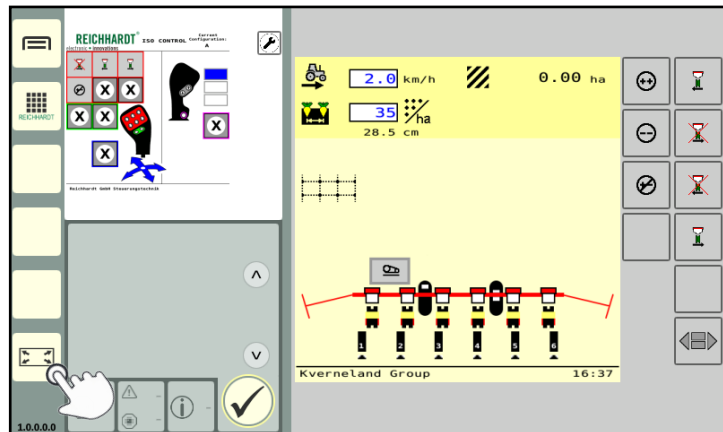 REICHHARDT®
electronic • innovations
ISO CONTROL
Current
Configuration:
A
REICHHARDT
X X
X X X
X
Reichhardt GmbH Steuerungstechnik
2.0 km/h
0.00 ha
35 /ha
28.5 cm
1 2 3 4 5 6
Kverneland Group 16:37
1.0.0.0.0